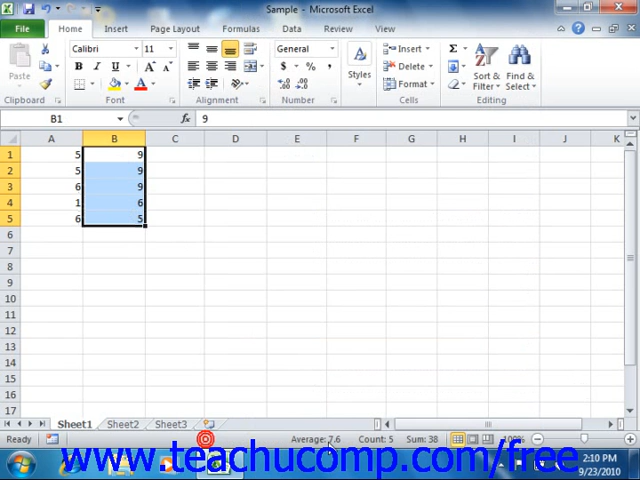 Sample - Microsoft Excel
File Home Insert Page Layout Formulas Data Review View
Calibri 11 General Insert Σ
Paste B I U $ % , Styles Delete Sort & Filter Find & Select
A Format
Clipboard Font Alignment Number Cells Editing
B1 fx 9
A B C D E F G H I J K
1 5 9
2 5 9
3 6 9
4 1 6
5 6 5
6
7
8
9
10
11
12
13
14
15
16
17
Sheet1 Sheet2 Sheet3
Ready Average: 7.6 Count: 5 Sum: 38 100%
www.teachucomp.com/free
2:10 PM
9/23/2010